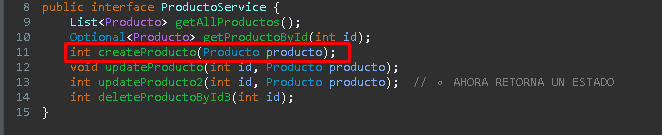 8 public interface ProductoService {
9 List<Producto> getAllProductos();
10 Optional<Producto> getProductoById(int id);
11 int createProducto(Producto producto);
12 void updateProducto(int id, Producto producto);
13 int updateProducto2(int id, Producto producto); // ⚬ AHORA RETORNA UN ESTADO
14 int deleteProductoById3(int id);
15 }